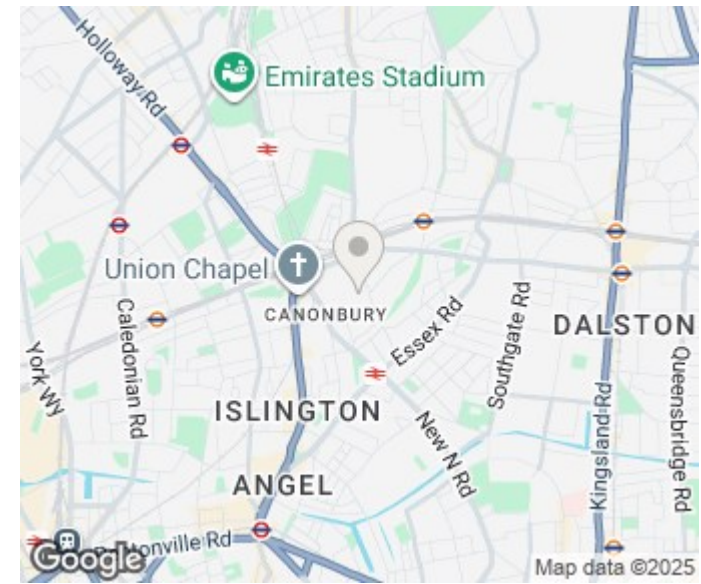 Holloway Rd
Emirates Stadium
Union Chapel
CANONBURY
Caledonian Rd
York Wy
Essex Rd
Southgate Rd
DALSTON
Queensbridge Rd
Kingsland Rd
ISLINGTON
New N Rd
ANGEL
Google
Map data ©2025